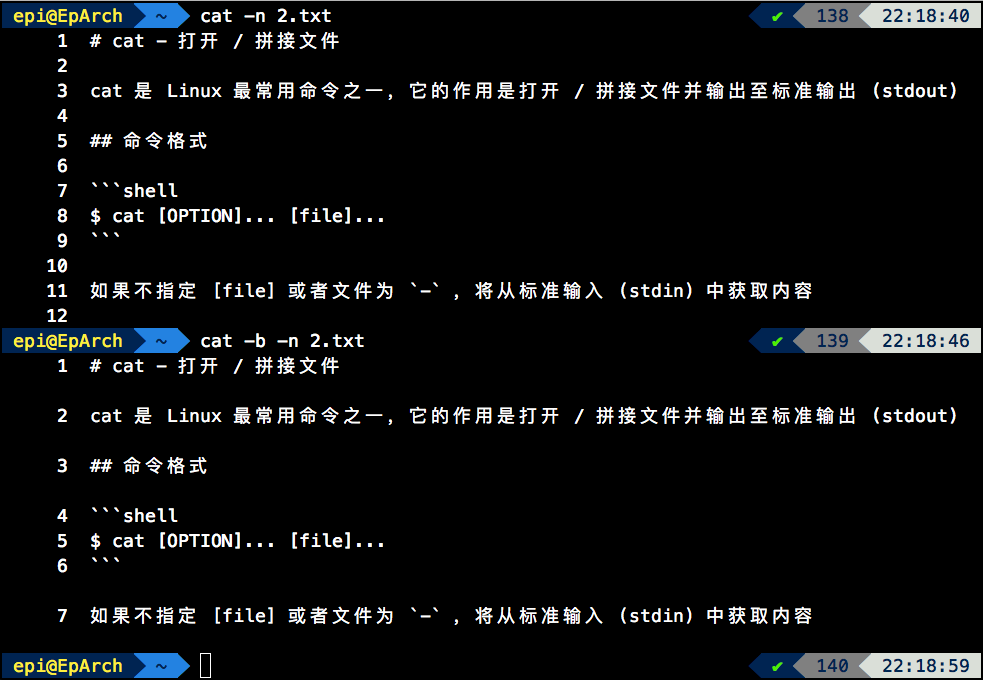 epi@EpArch ~ cat -n 2.txt ✔ 138 22:18:40
1 # cat - 打开 / 拼接文件
2
3 cat 是 Linux 最常用命令之一，它的作用是打开 / 拼接文件并输出至标准输出 (stdout)
4
5 ## 命令格式
6
7 ```shell
8 $ cat [OPTION]... [file]...
9 ```
10
11 如果不指定 [file] 或者文件为 `-` ，将从标准输入 (stdin) 中获取内容
12
epi@EpArch ~ cat -b -n 2.txt ✔ 139 22:18:46
1 # cat - 打开 / 拼接文件
2 cat 是 Linux 最常用命令之一，它的作用是打开 / 拼接文件并输出至标准输出 (stdout)
3 ## 命令格式
4 ```shell
5 $ cat [OPTION]... [file]...
6 ```
7 如果不指定 [file] 或者文件为 `-` ，将从标准输入 (stdin) 中获取内容
epi@EpArch ~ ✔ 140 22:18:59